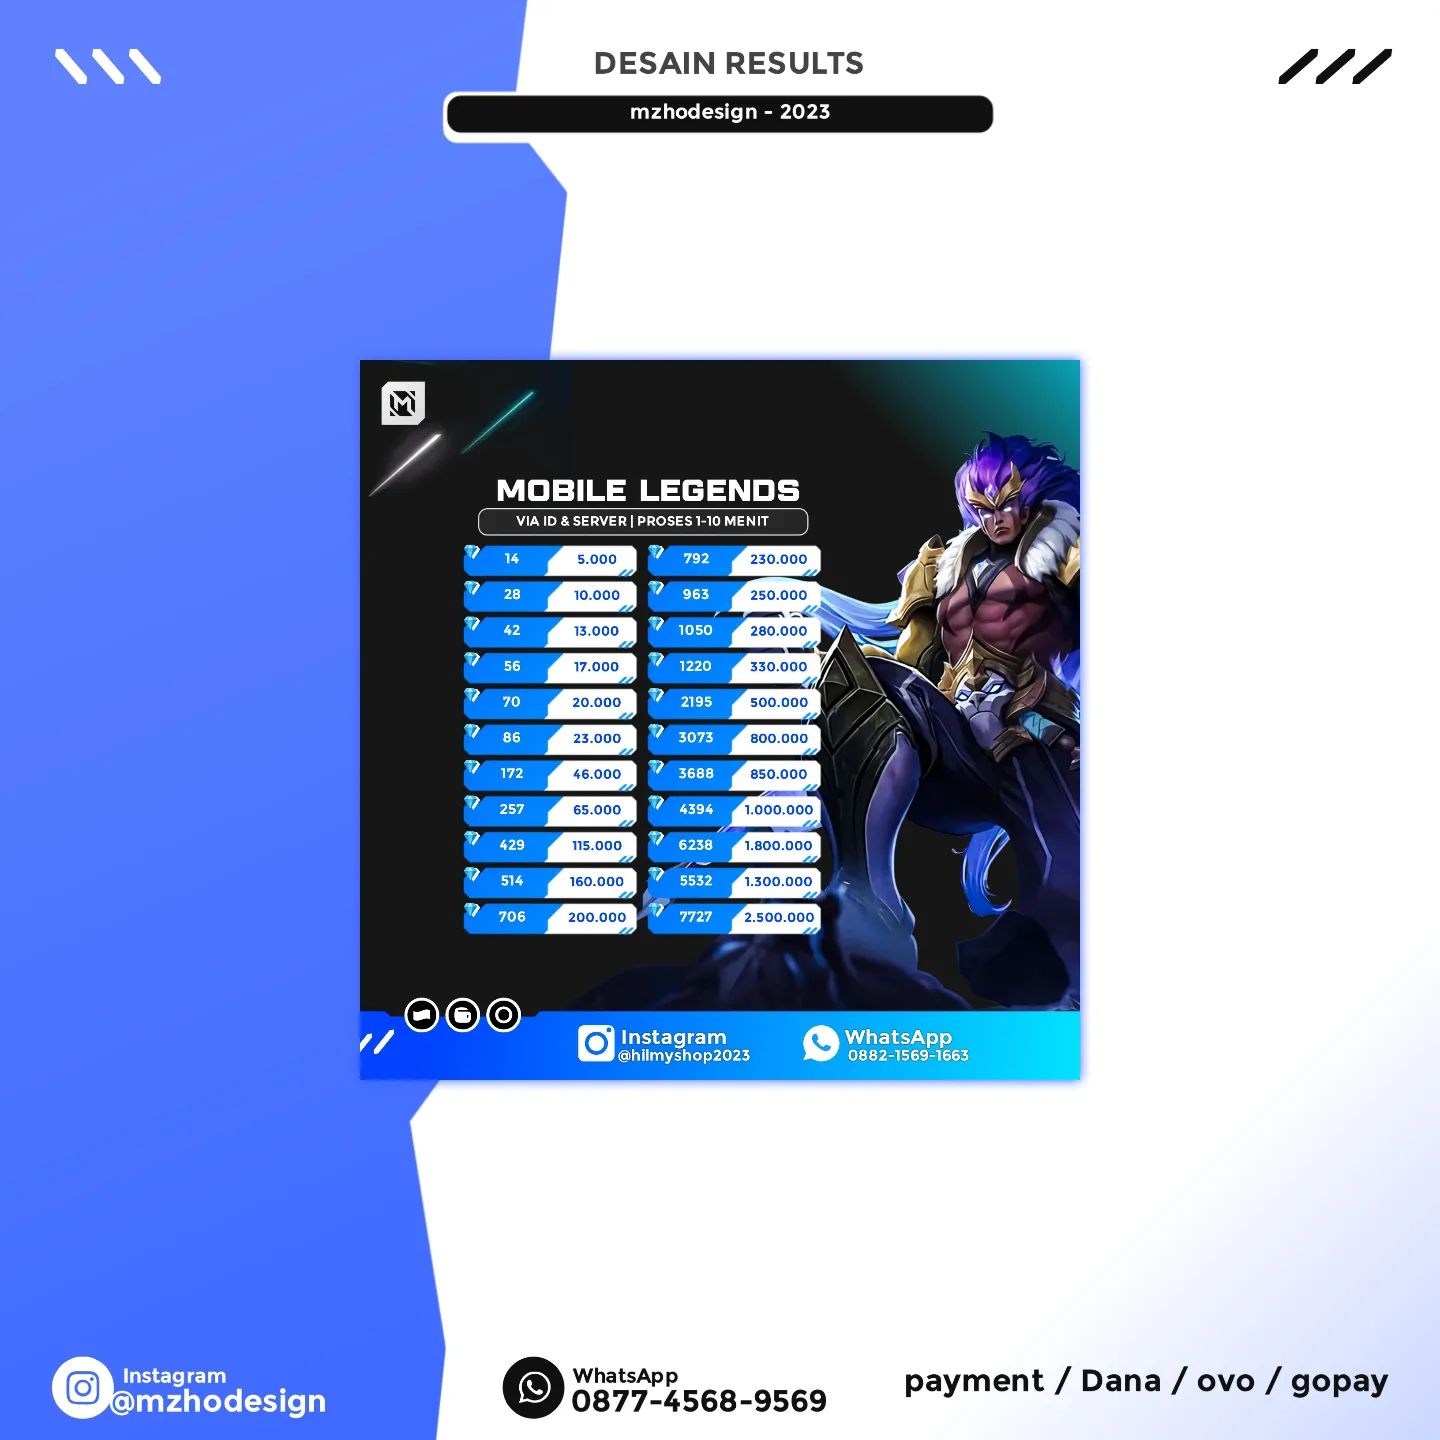 DESAIN RESULTS
mzhodesign - 2023
MOBILE LEGENDS
VIA ID & SERVER | PROSES 1-10 MENIT
14 5.000 792 230.000
28 10.000 963 250.000
42 13.000 1050 280.000
56 17.000 1220 330.000
70 20.000 2195 500.000
86 23.000 3073 800.000
172 46.000 3688 850.000
257 65.000 4394 1.000.000
429 115.000 6238 1.800.000
514 160.000 5532 1.300.000
706 200.000 7727 2.500.000
Instagram
@hilmyshop2023
WhatsApp
0882-1569-1663
Instagram
@mzhodesign
WhatsApp
0877-4568-9569
payment / Dana / ovo / gopay